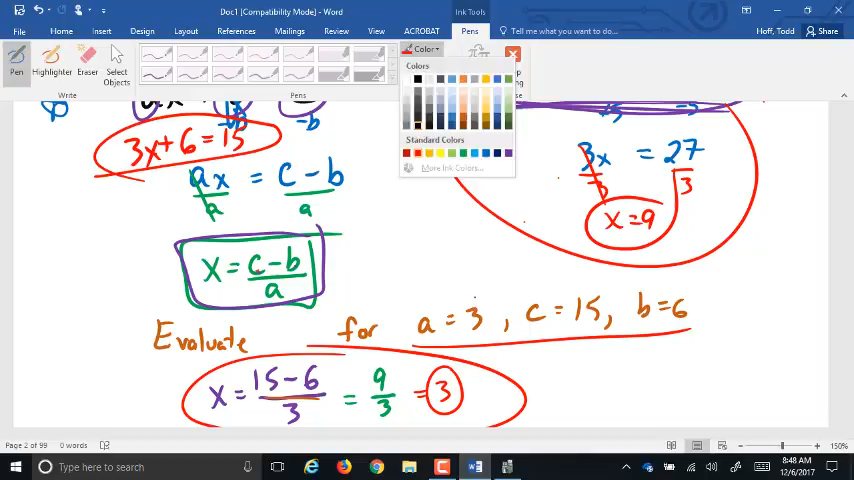 Doc1 [Compatibility Mode] - Word
Ink Tools
Hoff, Todd
Share
File
Home
Insert
Design
Layout
References
Mailings
Review
View
ACROBAT
Pens
Tell me what you want to do
Pen
Highlighter
Eraser
Select Objects
Write
Pens
Color
Colors
Standard Colors
More Ink Colors...
-b
3x+6=15
3x = 27
-3
3
ax = c-b
a
a
x=9
x = c-b
a
Evaluate for a=3, c=15, b=6
x = 15-6 = 9 = 3
3
3
Page 2 of 99
0 words
150%
Type here to search
8:48 AM
12/6/2017